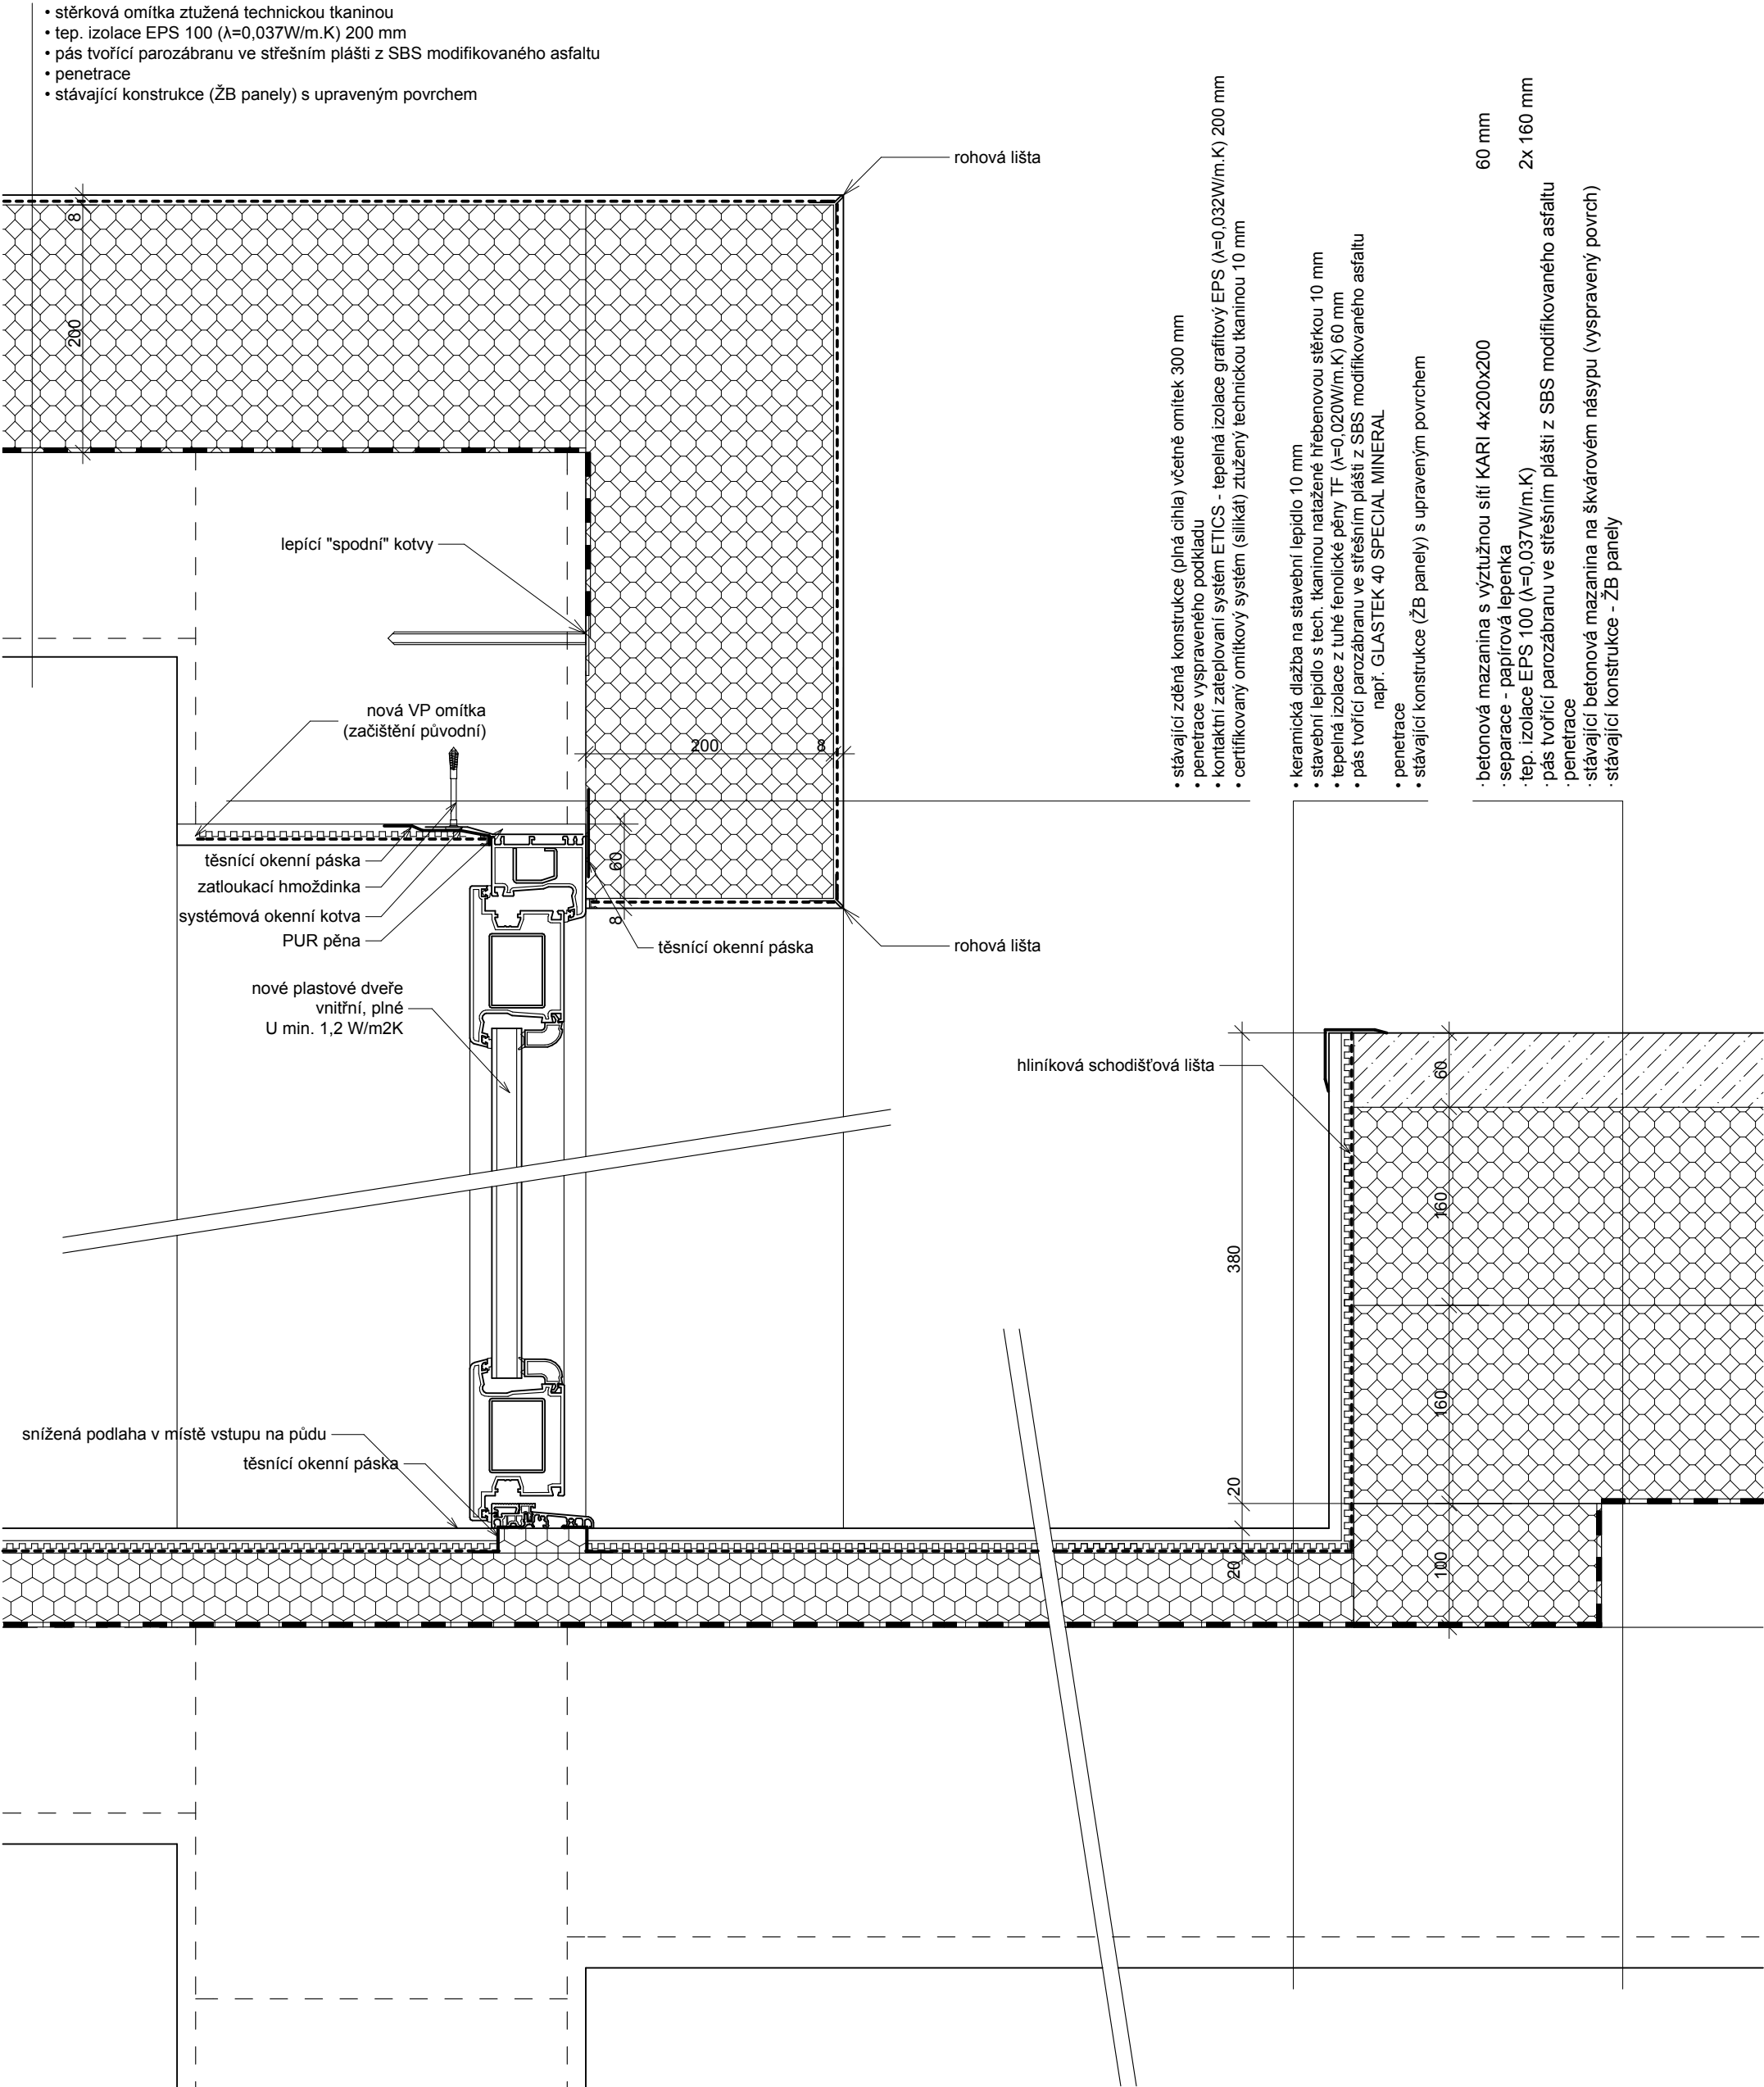 • stěrková omítka ztužená technickou tkaninou
• tep. izolace EPS 100 (λ=0,037W/m.K) 200 mm
• pás tvořící parozábranu ve střešním plášti z SBS modifikovaného asfaltu
• penetrace
• stávající konstrukce (ŽB panely) s upraveným povrchem
rohová lišta
8
200
lepící "spodní" kotvy
nová VP omítka
(začištění původní)
200
8
těsnící okenní páska
zatloukací hmoždinka
systémová okenní kotva
PUR pěna
60
8
těsnící okenní páska
rohová lišta
nové plastové dveře
vnitřní, plné
U min. 1,2 W/m2K
• stávající zděná konstrukce (plná cihla) včetně omítek 300 mm
• penetrace vyspraveného podkladu
• kontaktní zateplovaní systém ETICS - tepelná izolace grafitový EPS (λ=0,032W/m.K) 200 mm
• certifikovaný omítkový systém (silikát) ztužený technickou tkaninou 10 mm
• keramická dlažba na stavební lepidlo 10 mm
• stavební lepidlo s tech. tkaninou natažené hřebenovou stěrkou 10 mm
• tepelná izolace z tuhé fenolické pěny TF (λ=0,020W/m.K) 60 mm
• pás tvořící parozábranu ve střešním plášti z SBS modifikovaného asfaltu
např. GLASTEK 40 SPECIAL MINERAL
• penetrace
• stávající konstrukce (ŽB panely) s upraveným povrchem
· betonová mazanina s výztužnou sítí KARI 4x200x200 60 mm
· separace - papírová lepenka
· tep. izolace EPS 100 (λ=0,037W/m.K) 2x 160 mm
· pás tvořící parozábranu ve střešním plášti z SBS modifikovaného asfaltu
· penetrace
· stávající betonová mazanina na škvárovém násypu (vyspravený povrch)
· stávající konstrukce - ŽB panely
hliníková schodišťová lišta
60
160
380
160
20
20
100
snížená podlaha v místě vstupu na půdu
těsnící okenní páska